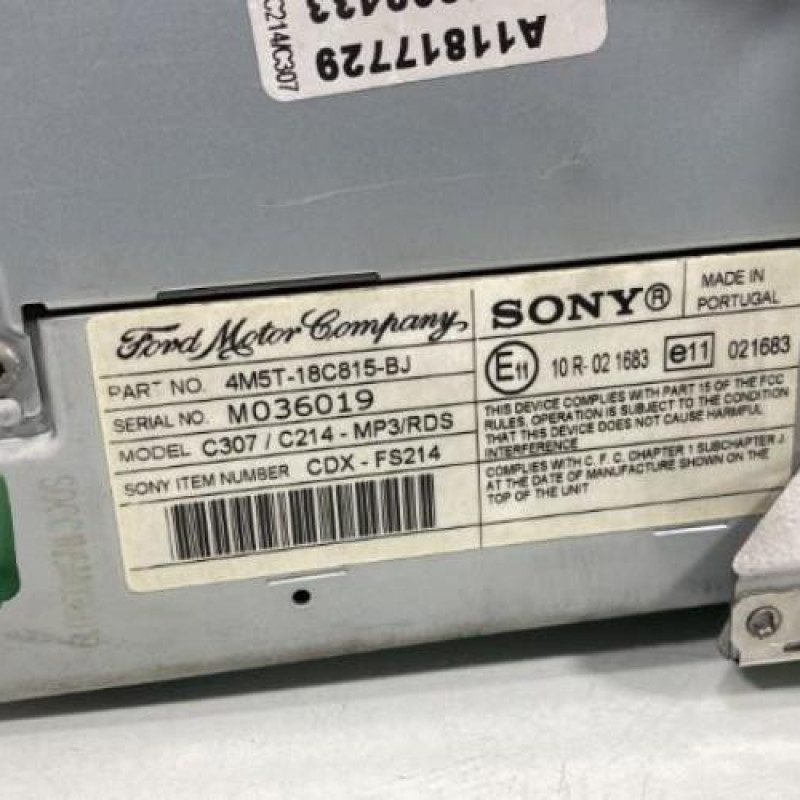 A11817729
C214/C307
Ford Motor Company
PART NO. 4M5T-18C815-BJ
SERIAL NO. M036019
MODEL C307 / C214 - MP3/RDS
SONY ITEM NUMBER CDX - FS214
SONY®
MADE IN
PORTUGAL
E11 10 R- 02 1683 e11 021683
THIS DEVICE COMPLIES WITH PART 15 OF THE FCC
RULES, OPERATION IS SUBJECT TO THE CONDITION
THAT THIS DEVICE DOES NOT CAUSE HARMFUL
INTERFERENCE
COMPLIES WITH C. F. C. CHAPTER 1 SUBCHAPTER J.
AT THE DATE OF MANUFACTURE SHOWN ON THE
TOP OF THE UNIT